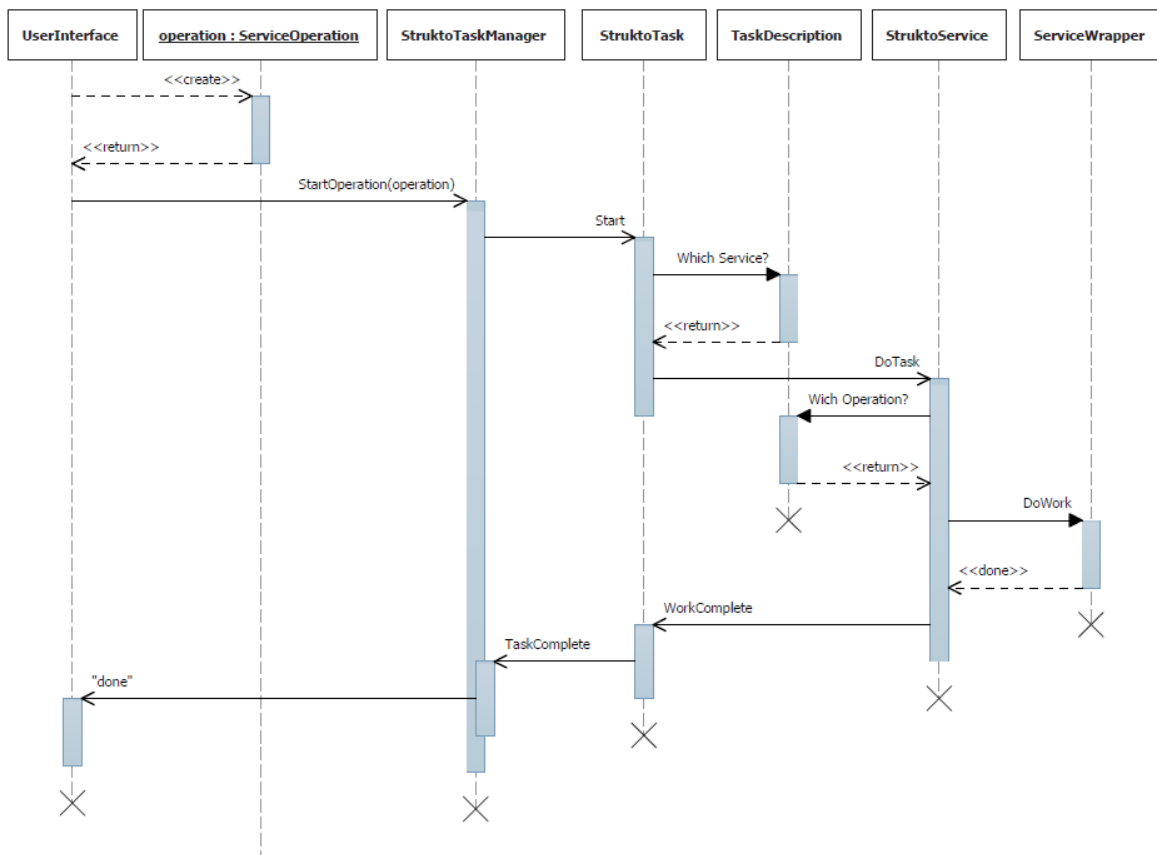 UserInterface
operation : ServiceOperation
StruktoTaskManager
StruktoTask
TaskDescription
StruktoService
ServiceWrapper
<<create>>
<<return>>
StartOperation(operation)
Start
Which Service?
<<return>>
DoTask
Wich Operation?
<<return>>
DoWork
<<done>>
WorkComplete
TaskComplete
"done"